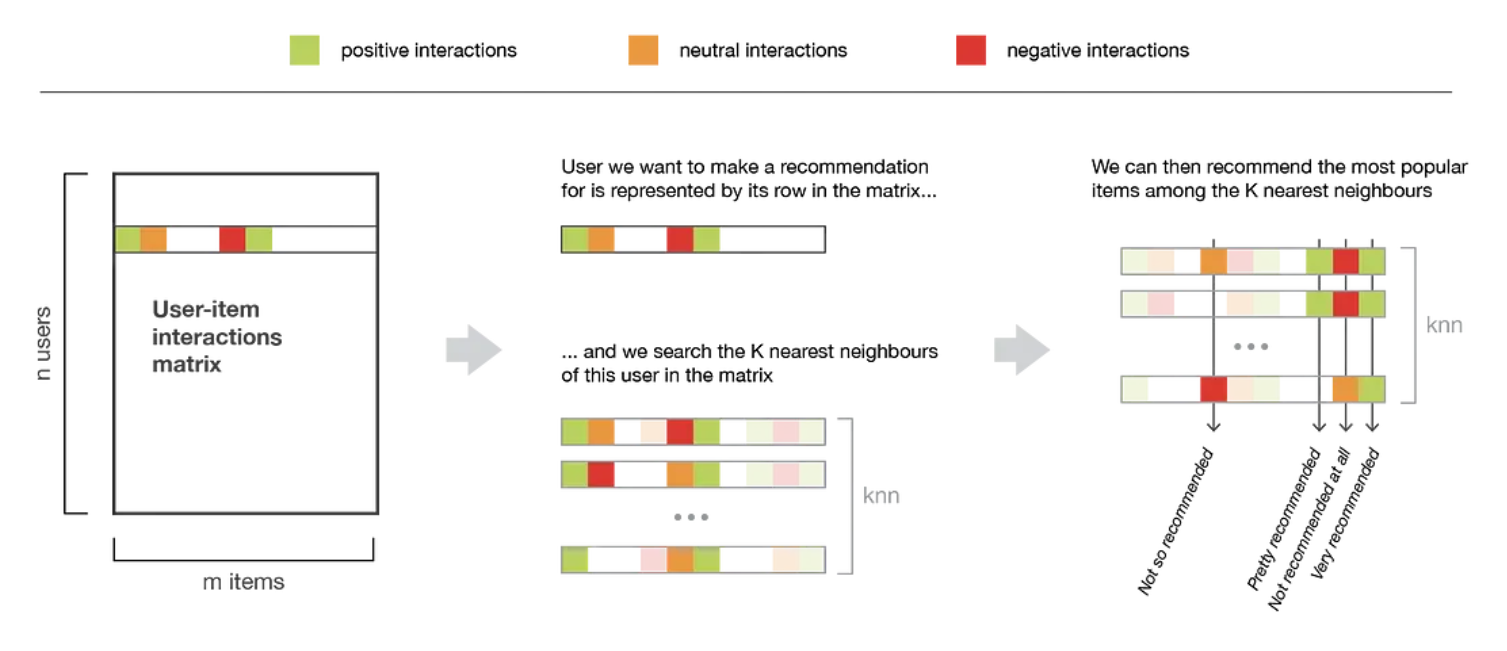 positive interactions
neutral interactions
negative interactions
n users
User-item
interactions
matrix
m items
User we want to make a recommendation
for is represented by its row in the matrix...
... and we search the K nearest neighbours
of this user in the matrix
knn
We can then recommend the most popular
items among the K nearest neighbours
knn
Not so recommended
Pretty recommended
Not recommended at all
Very recommended